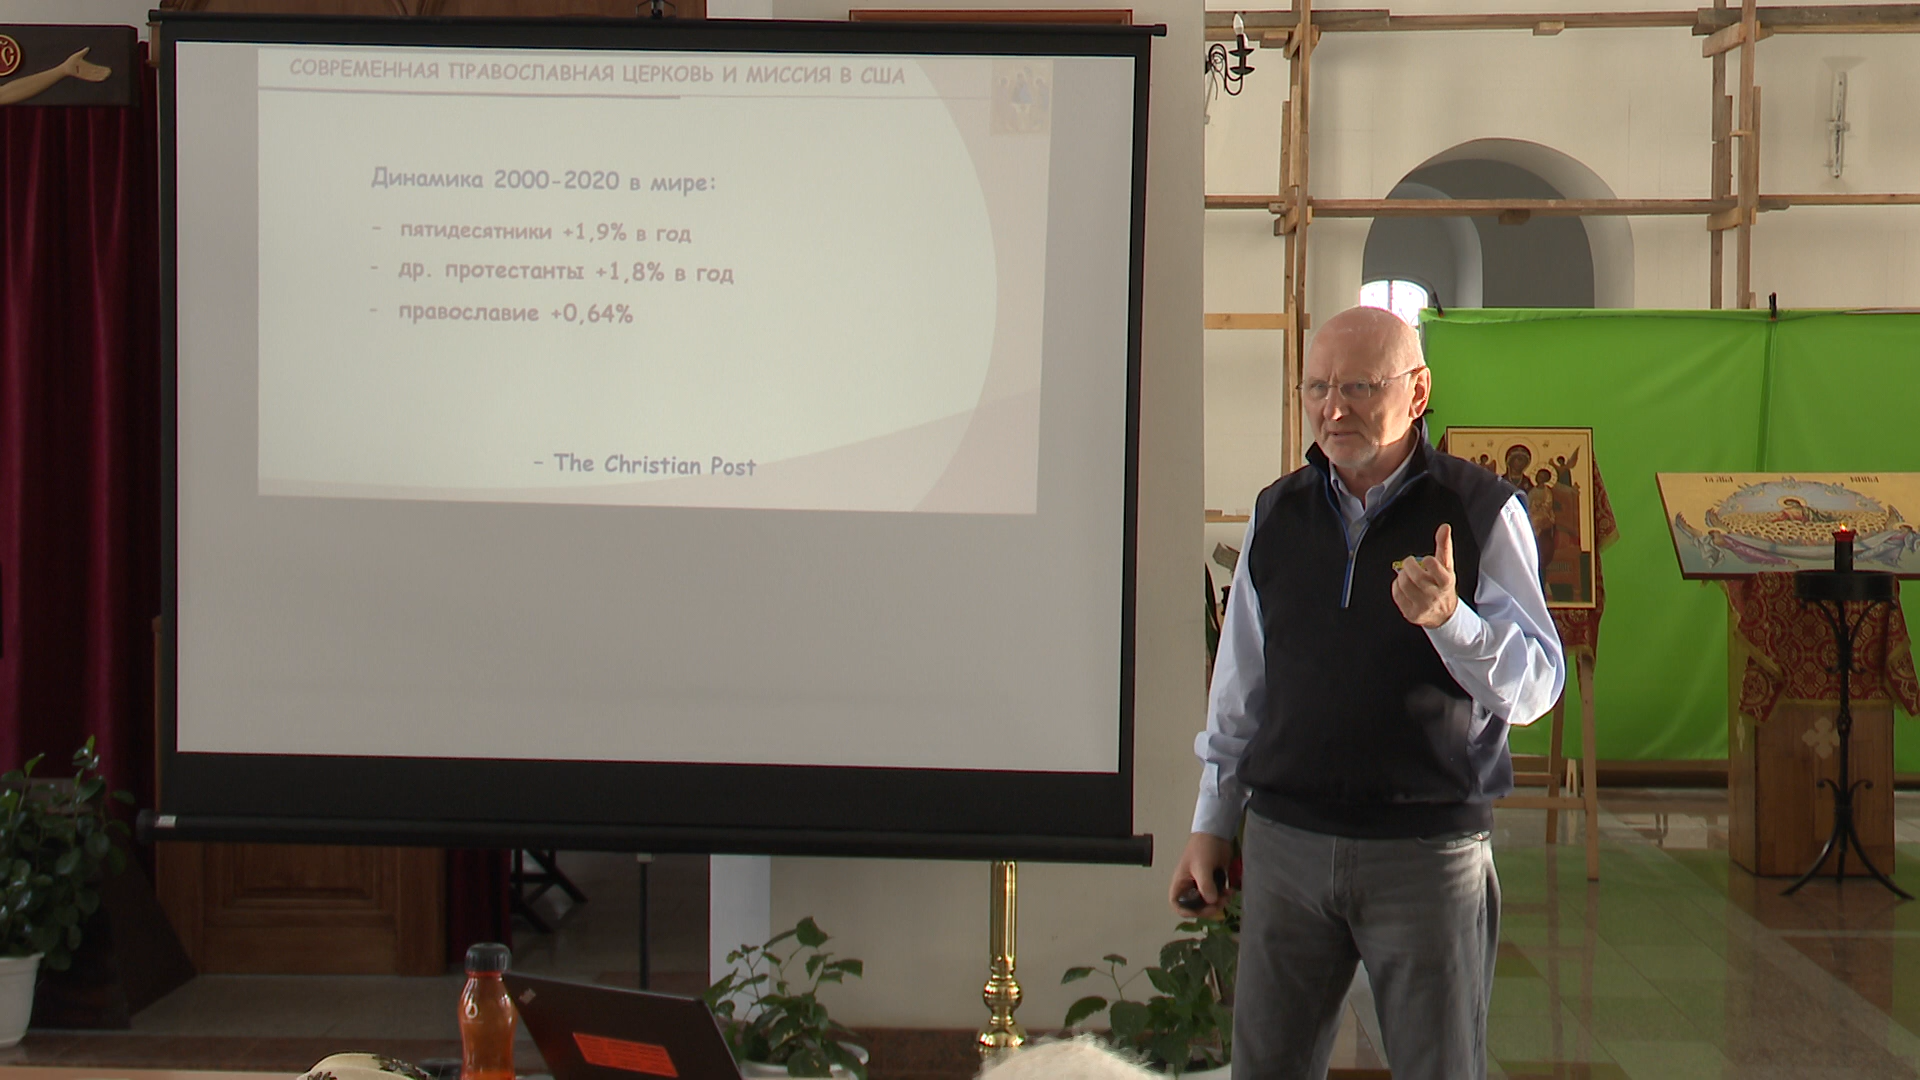 СОВРЕМЕННАЯ ПРАВОСЛАВНАЯ ЦЕРКОВЬ И МИССИЯ В США
Динамика 2000-2020 в мире:
- пятидесятники +1,9% в год
- др. протестанты +1,8% в год
- православие +0,64%
- The Christian Post